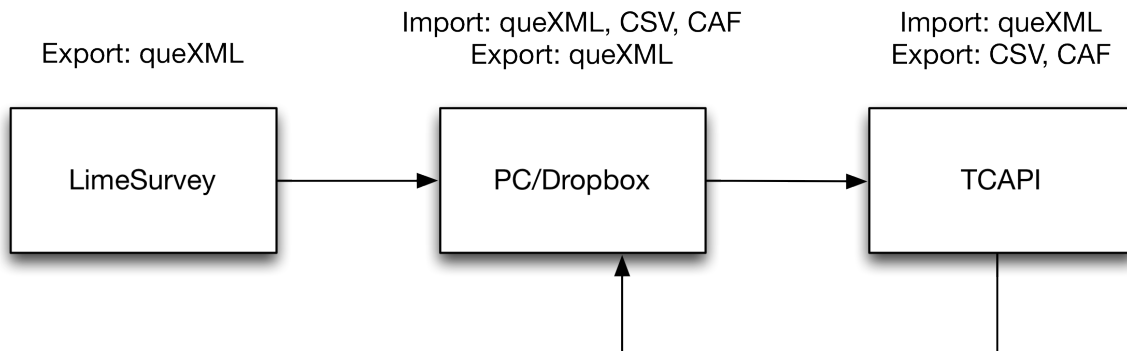 Export: queXML
Import: queXML, CSV, CAF
Export: queXML
Import: queXML
Export: CSV, CAF
LimeSurvey
PC/Dropbox
TCAPI